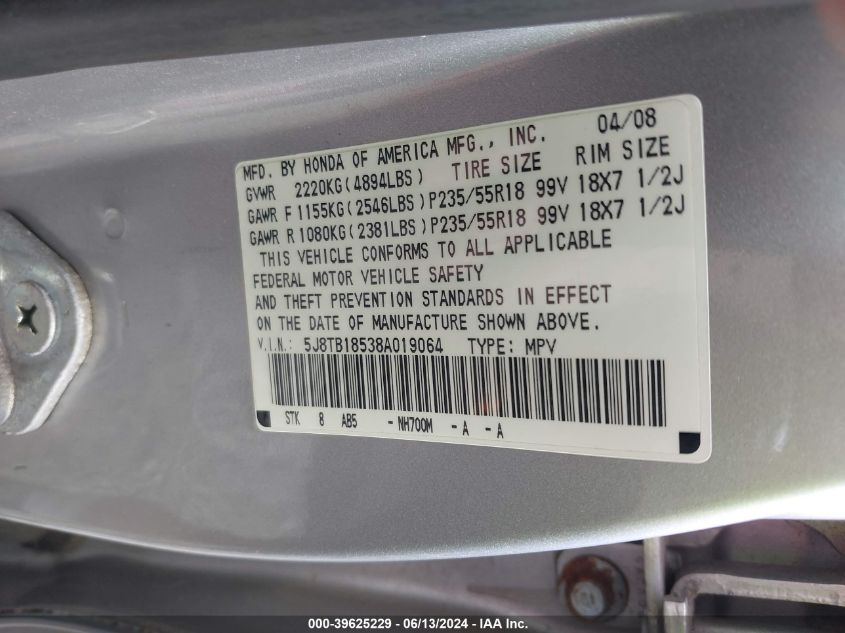 MFD. BY HONDA OF AMERICA MFG., INC. 04/08
GVWR 2220KG(4894LBS) TIRE SIZE RIM SIZE
GAWR F 1155KG(2546LBS)P235/55R18 99V 18X7 1/2J
GAWR R 1080KG(2381LBS)P235/55R18 99V 18X7 1/2J
THIS VEHICLE CONFORMS TO ALL APPLICABLE
FEDERAL MOTOR VEHICLE SAFETY
AND THEFT PREVENTION STANDARDS IN EFFECT
ON THE DATE OF MANUFACTURE SHOWN ABOVE.
V.I.N.: 5J8TB18538A019064 TYPE: MPV
STK 8 AB5 - NH700M - A - A
000-39625229 - 06/13/2024 - IAA Inc.